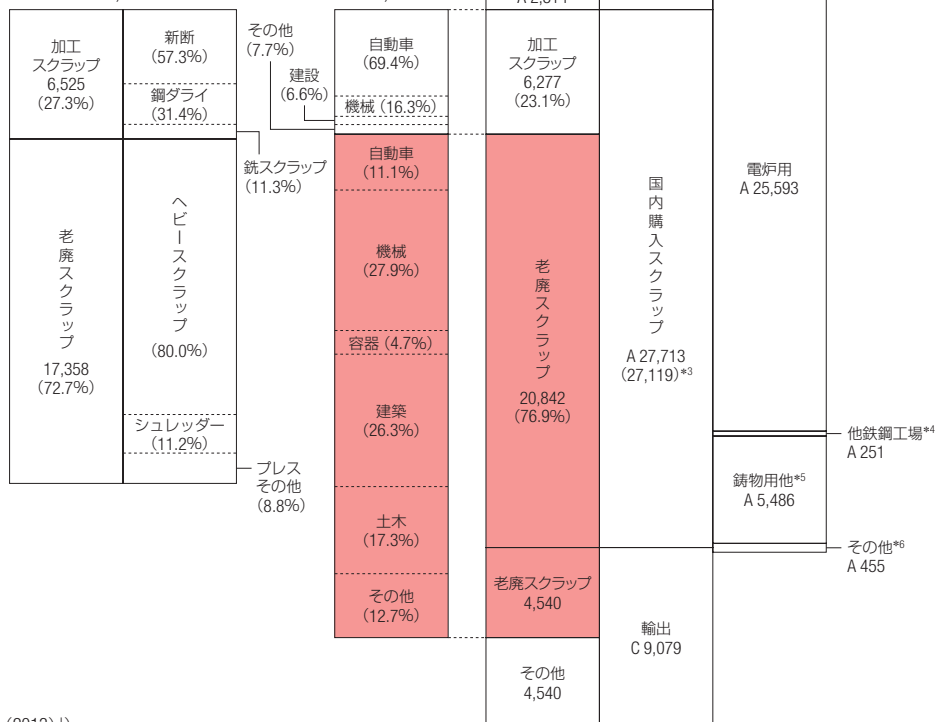 加工
スクラップ
6,525
(27.3%)
新断
(57.3%)
鋼ダライ
(31.4%)
銑スクラップ
(11.3%)
老廃スクラップ
17,358
(72.7%)
ヘビースクラップ
(80.0%)
シュレッダー
(11.2%)
プレス
その他
(8.8%)
その他
(7.7%)
建設
(6.6%)
自動車
(69.4%)
機械 (16.3%)
自動車
(11.1%)
機械
(27.9%)
容器 (4.7%)
建築
(26.3%)
土木
(17.3%)
その他
(12.7%)
加工
スクラップ
6,277
(23.1%)
老廃スクラップ
20,842
(76.9%)
老廃スクラップ
4,540
その他
4,540
国内購入スクラップ
A 27,713
(27,119)*3
輸出
C 9,079
電炉用
A 25,593
他鉄鋼工場*4
A 251
鋳物用他*5
A 5,486
その他*6
A 455